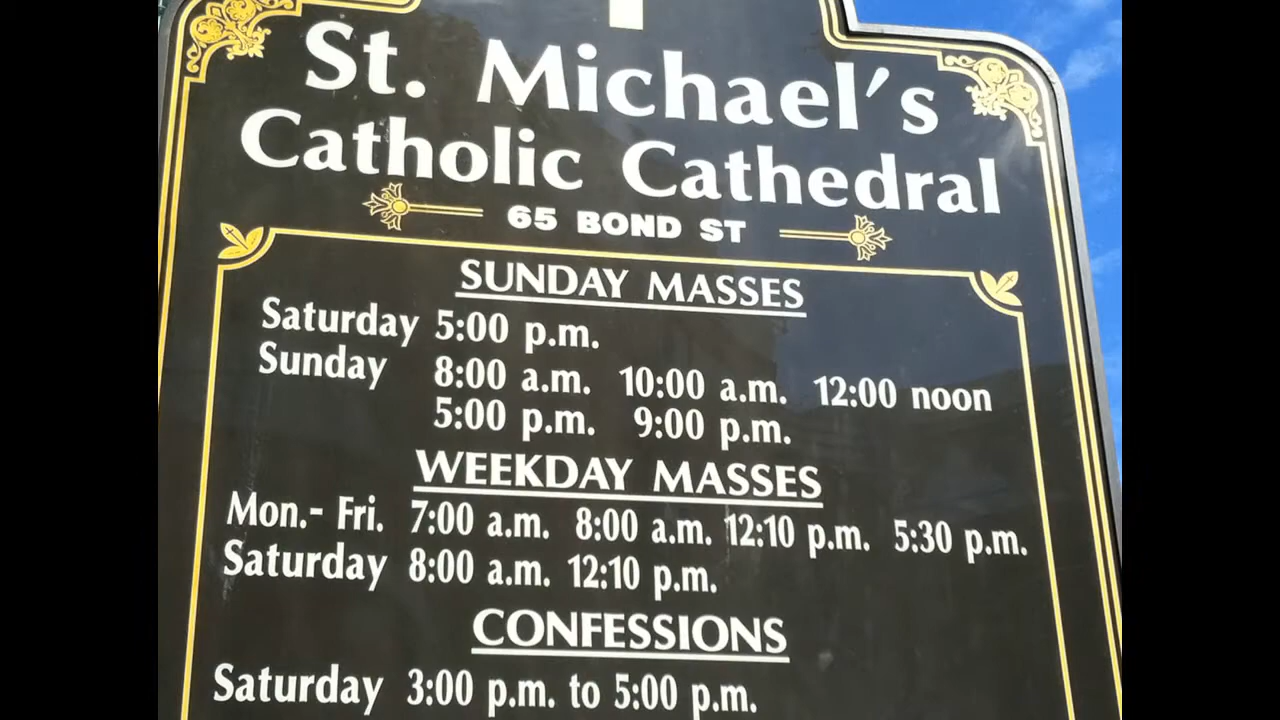 St. Michael's
Catholic Cathedral
65 BOND ST
SUNDAY MASSES
Saturday 5:00 p.m.
Sunday 8:00 a.m. 10:00 a.m. 12:00 noon
5:00 p.m. 9:00 p.m.
WEEKDAY MASSES
Mon.- Fri. 7:00 a.m. 8:00 a.m. 12:10 p.m. 5:30 p.m.
Saturday 8:00 a.m. 12:10 p.m.
CONFESSIONS
Saturday 3:00 p.m. to 5:00 p.m.